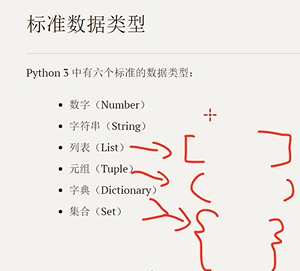 标准数据类型
Python 3 中有六个标准的数据类型：
数字（Number）
字符串（String）
列表（List）
元组（Tuple）
字典（Dictionary）
集合（Set）
[ ]
( )
{ }